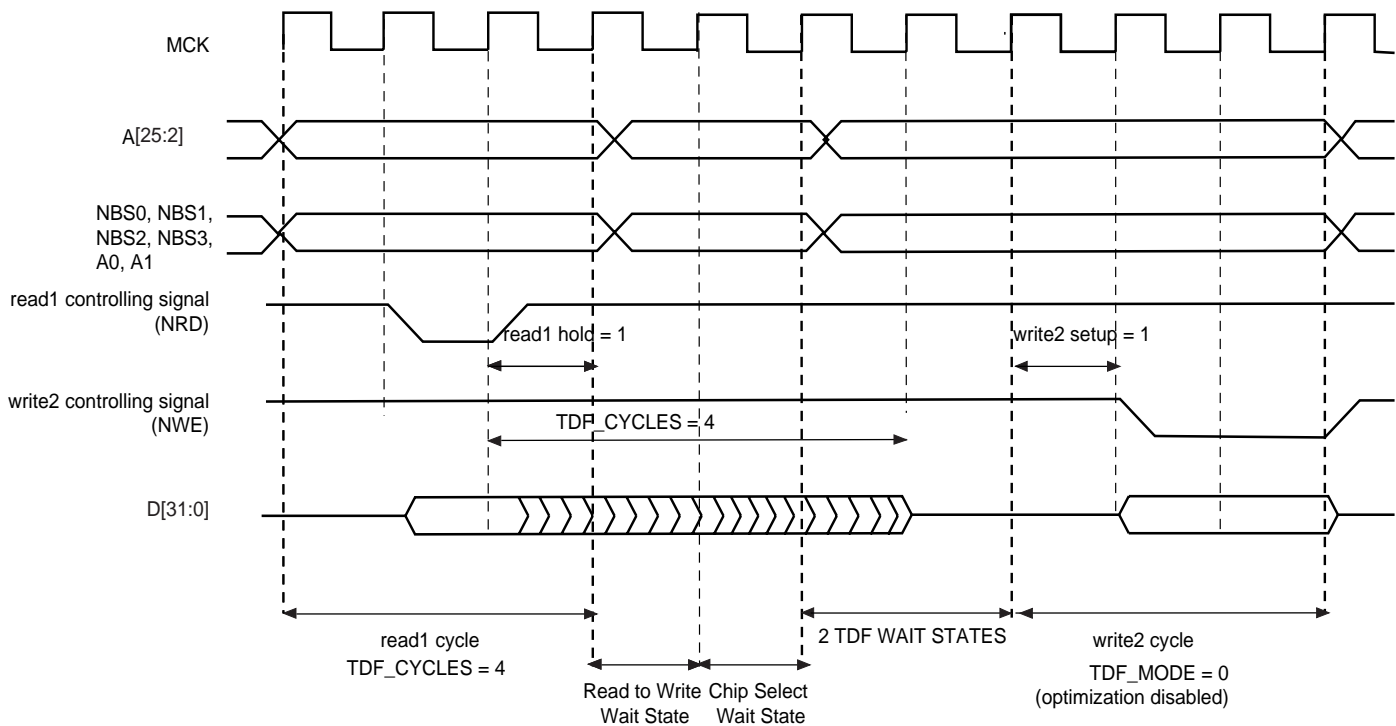 MCK
A[25:2]
NBS0, NBS1,
NBS2, NBS3,
A0, A1
read1 controlling signal
(NRD)
read1 hold = 1
write2 setup = 1
write2 controlling signal
(NWE)
TDF_CYCLES = 4
D[31:0]
read1 cycle
TDF_CYCLES = 4
2 TDF WAIT STATES
write2 cycle
TDF_MODE = 0
(optimization disabled)
Read to Write
Wait State
Chip Select
Wait State